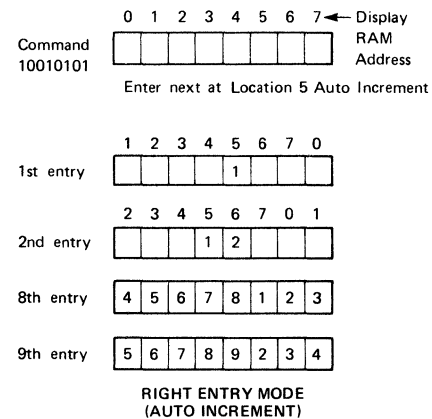 0 1 2 3 4 5 6 7 Display
RAM
Address
Command
10010101
Enter next at Location 5 Auto Increment
1 2 3 4 5 6 7 0
1st entry 1
2 3 4 5 6 7 0 1
2nd entry 1 2
8th entry 4 5 6 7 8 1 2 3
9th entry 5 6 7 8 9 2 3 4
RIGHT ENTRY MODE
(AUTO INCREMENT)